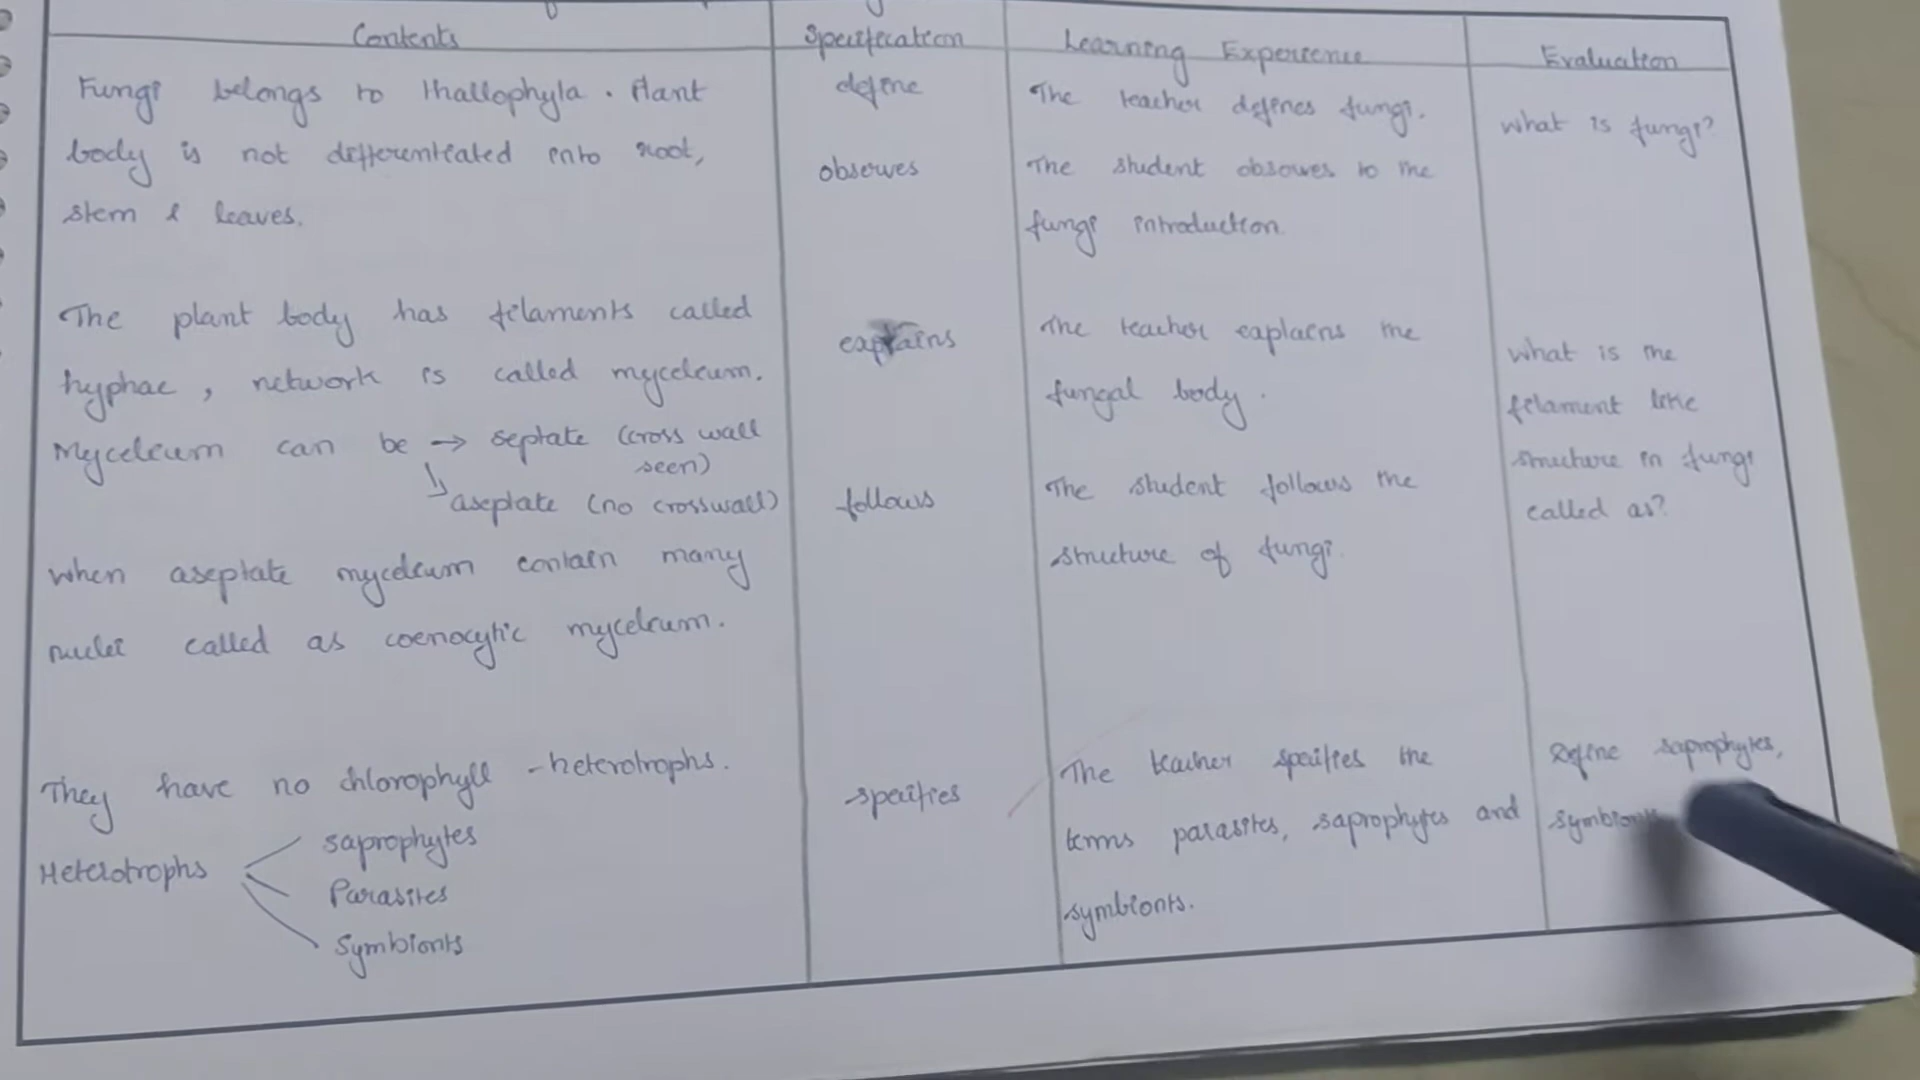 Contents
Specification
Learning Experience
Evaluation
Fungi belongs to Thallophyla. Plant
body is not differentiated into root,
stem & leaves.
define
observes
The teacher defines fungi.
The student observes to the
fungi introduction.
What is fungi?
The plant body has filaments called
hyphae, network is called mycelium.
Mycelium can be → septate (cross wall
seen)
↳ aseptate (no crosswall)
When aseptate mycelium contain many
nuclei called as coenocytic mycelium.
explains
follows
The teacher explains the
fungal body.
The student follows the
structure of fungi.
What is the
filament like
structure in fungi
called as?
They have no chlorophyll - heterotrophs.
Heterotrophs
saprophytes
Parasites
Symbionts
specifies
The teacher specifies the
terms parasites, saprophytes and
symbionts.
Define saprophytes,